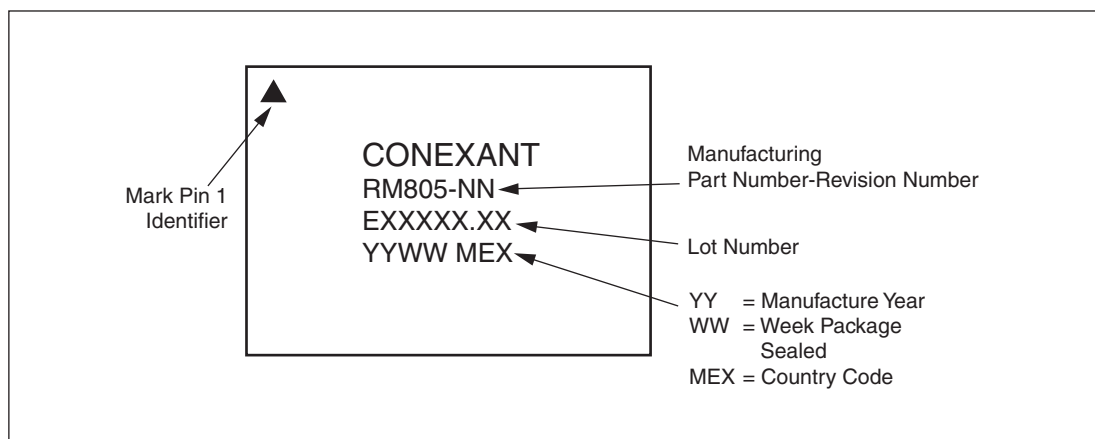 CONEXANT
RM805-NN
EXXXXX.XX
YYWW MEX
Mark Pin 1
Identifier
Manufacturing
Part Number-Revision Number
Lot Number
YY = Manufacture Year
WW = Week Package
Sealed
MEX = Country Code